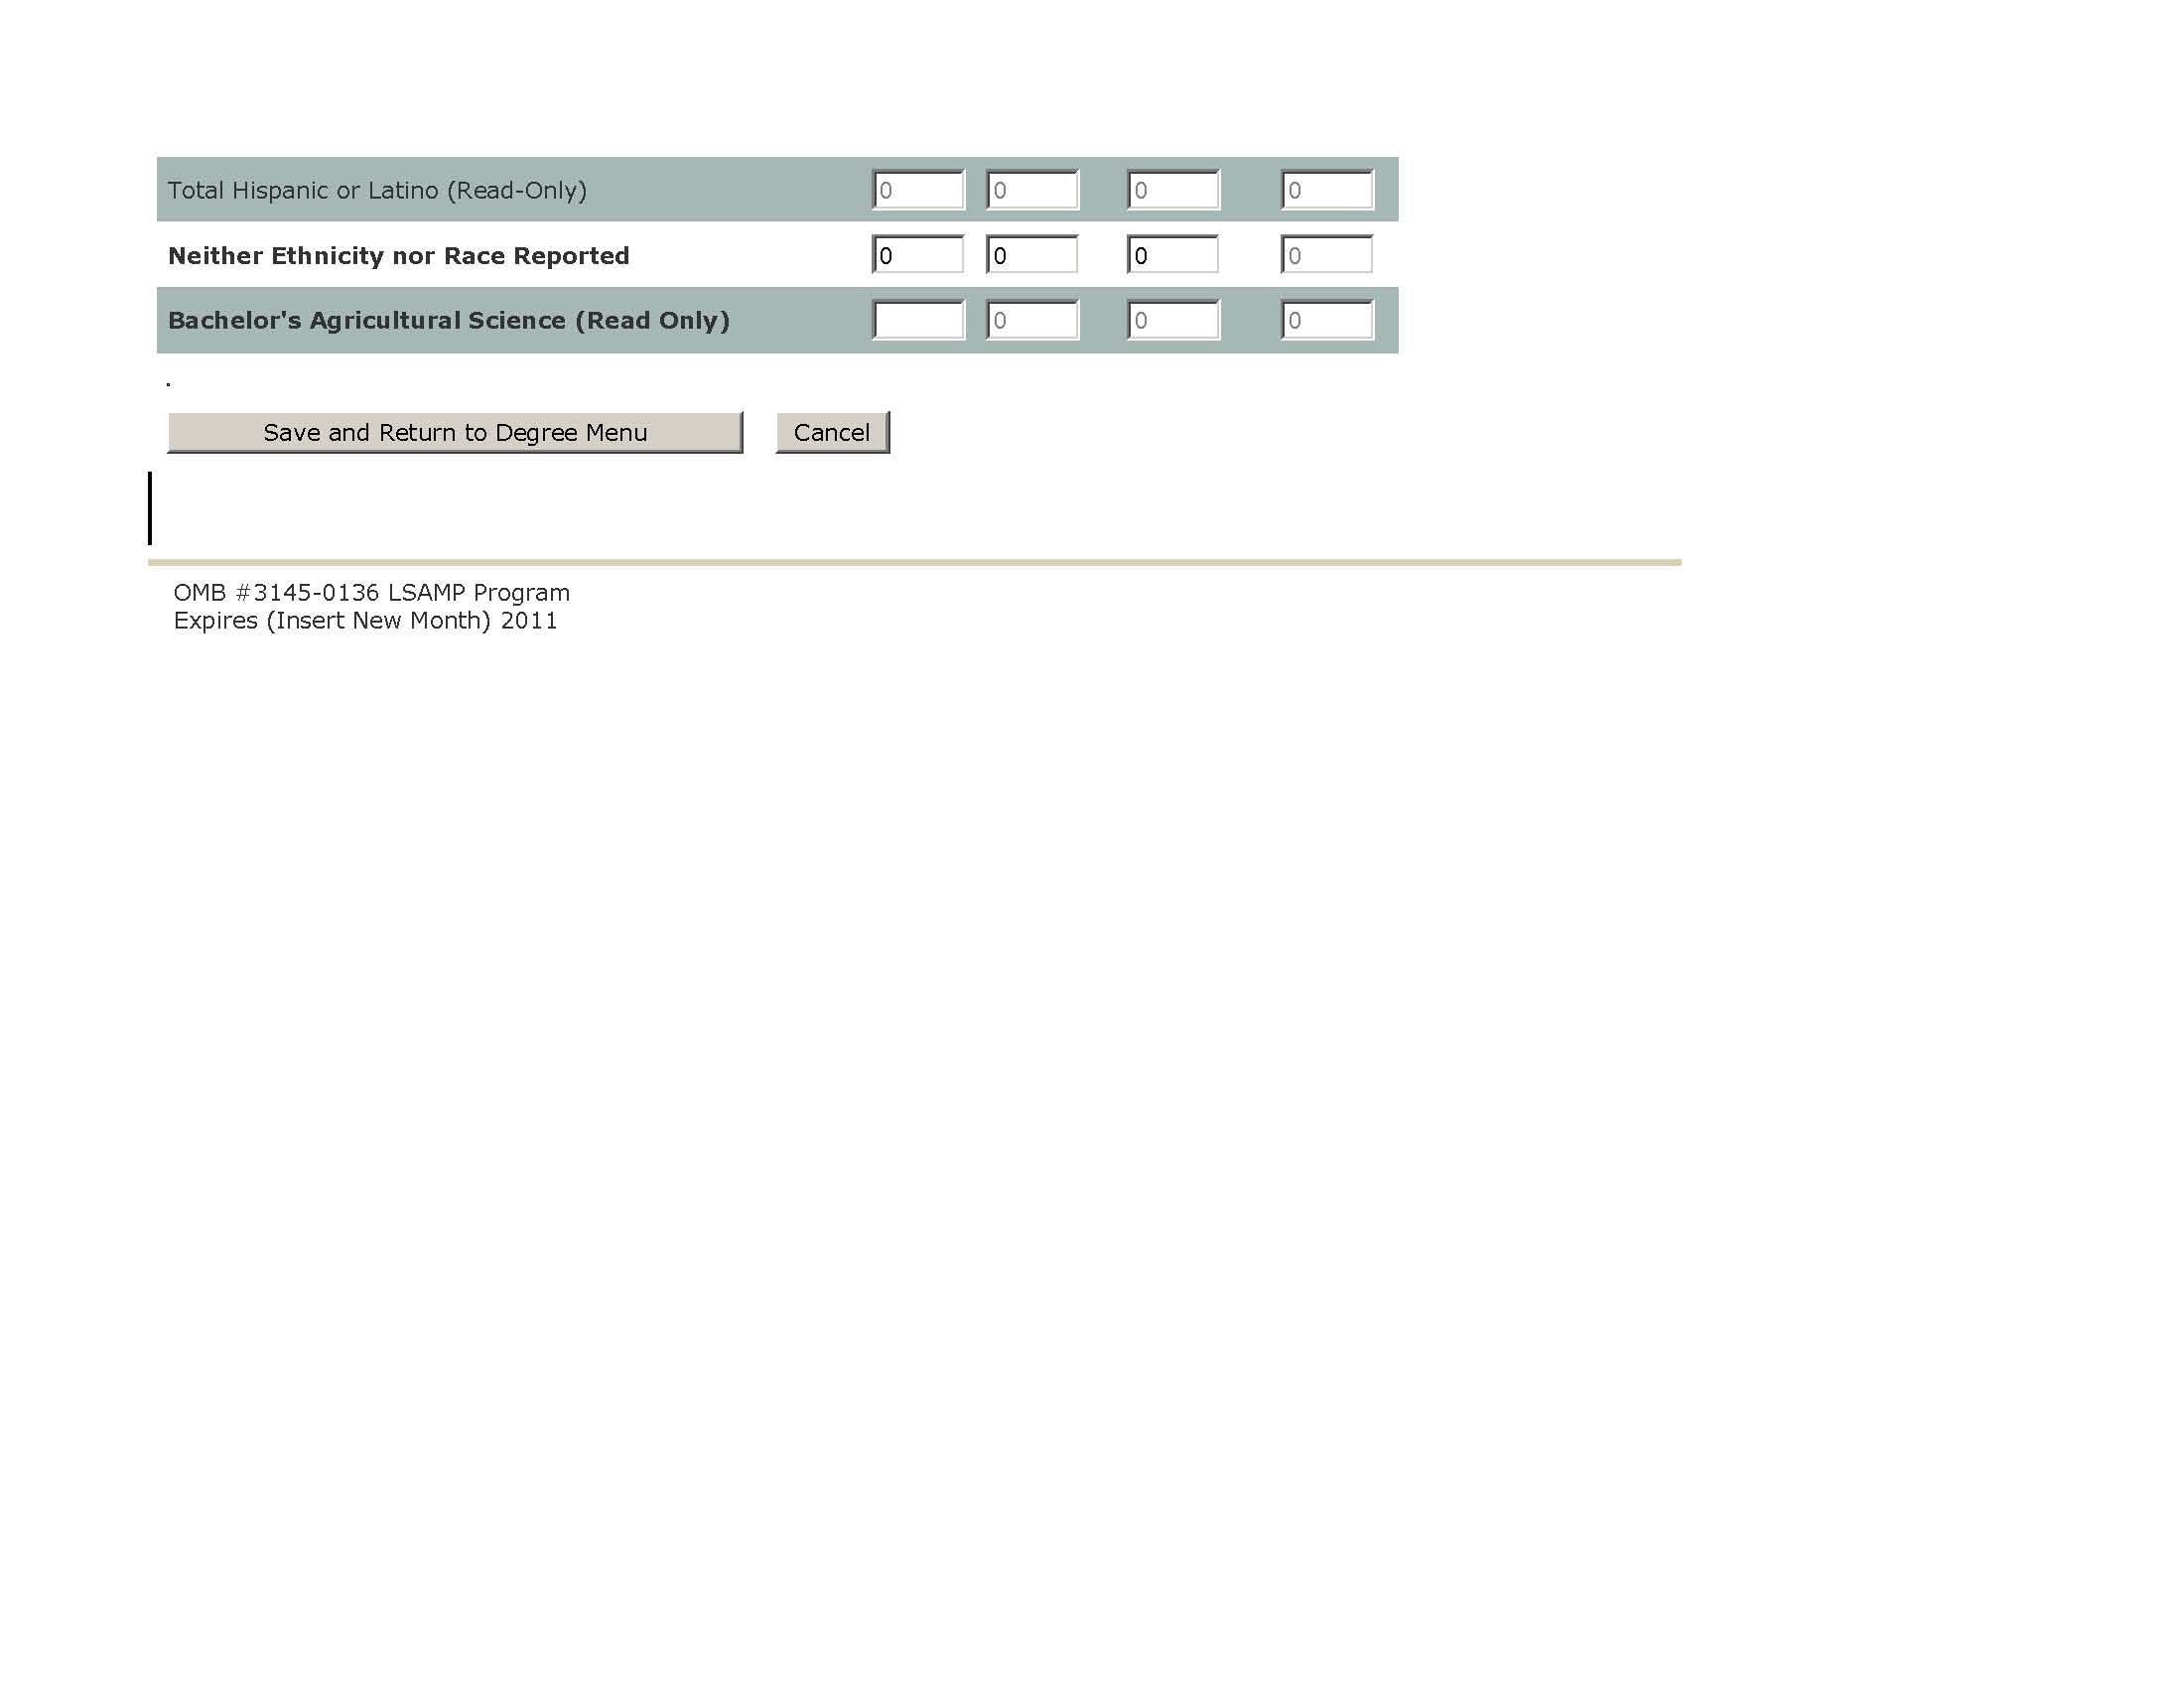 Total Hispanic or Latino (Read-Only) 0 0 0 0
Neither Ethnicity nor Race Reported 0 0 0 0
Bachelor's Agricultural Science (Read Only) 0 0 0
.
Save and Return to Degree Menu Cancel
OMB #3145-0136 LSAMP Program
Expires (Insert New Month) 2011